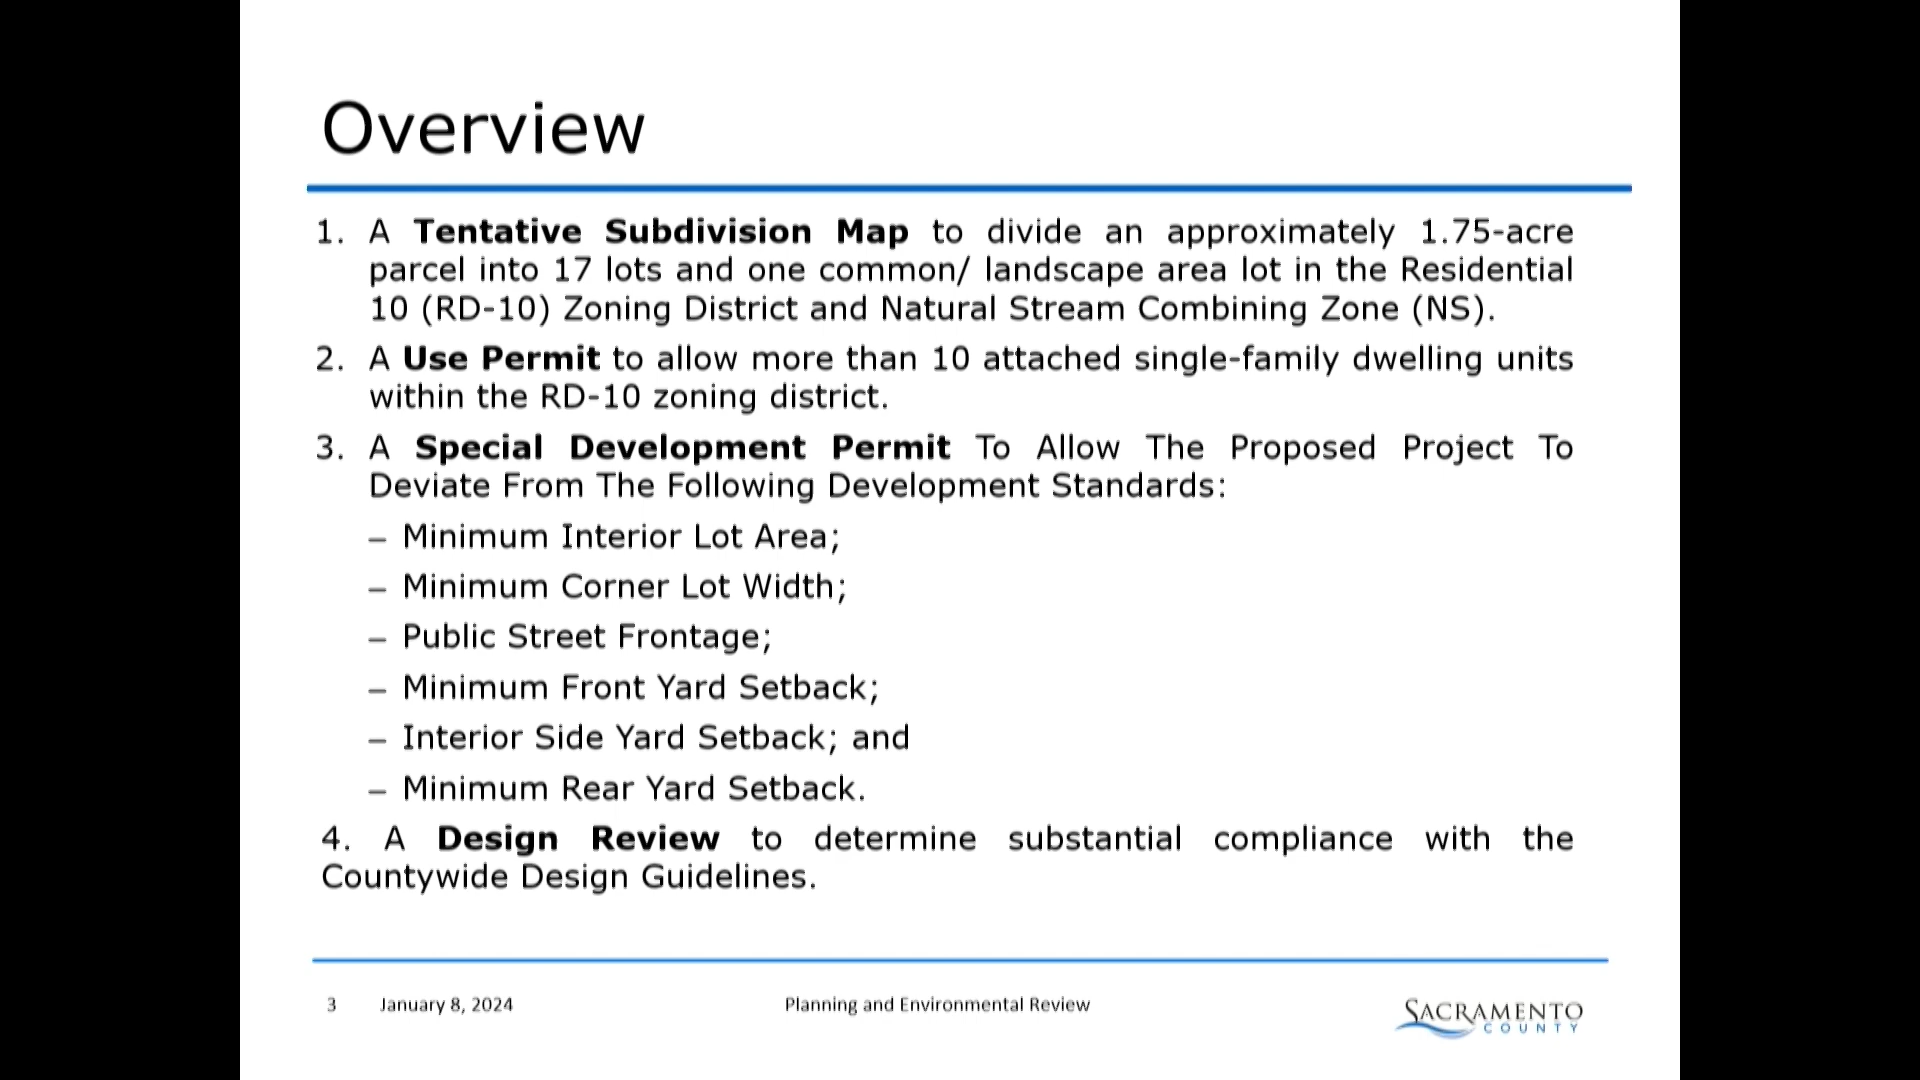 Overview
1. A Tentative Subdivision Map to divide an approximately 1.75-acre
parcel into 17 lots and one common/ landscape area lot in the Residential
10 (RD-10) Zoning District and Natural Stream Combining Zone (NS).
2. A Use Permit to allow more than 10 attached single-family dwelling units
within the RD-10 zoning district.
3. A Special Development Permit To Allow The Proposed Project To
Deviate From The Following Development Standards:
– Minimum Interior Lot Area;
– Minimum Corner Lot Width;
– Public Street Frontage;
– Minimum Front Yard Setback;
– Interior Side Yard Setback; and
– Minimum Rear Yard Setback.
4. A Design Review to determine substantial compliance with the
Countywide Design Guidelines.
3 January 8, 2024 Planning and Environmental Review
SACRAMENTO
COUNTY